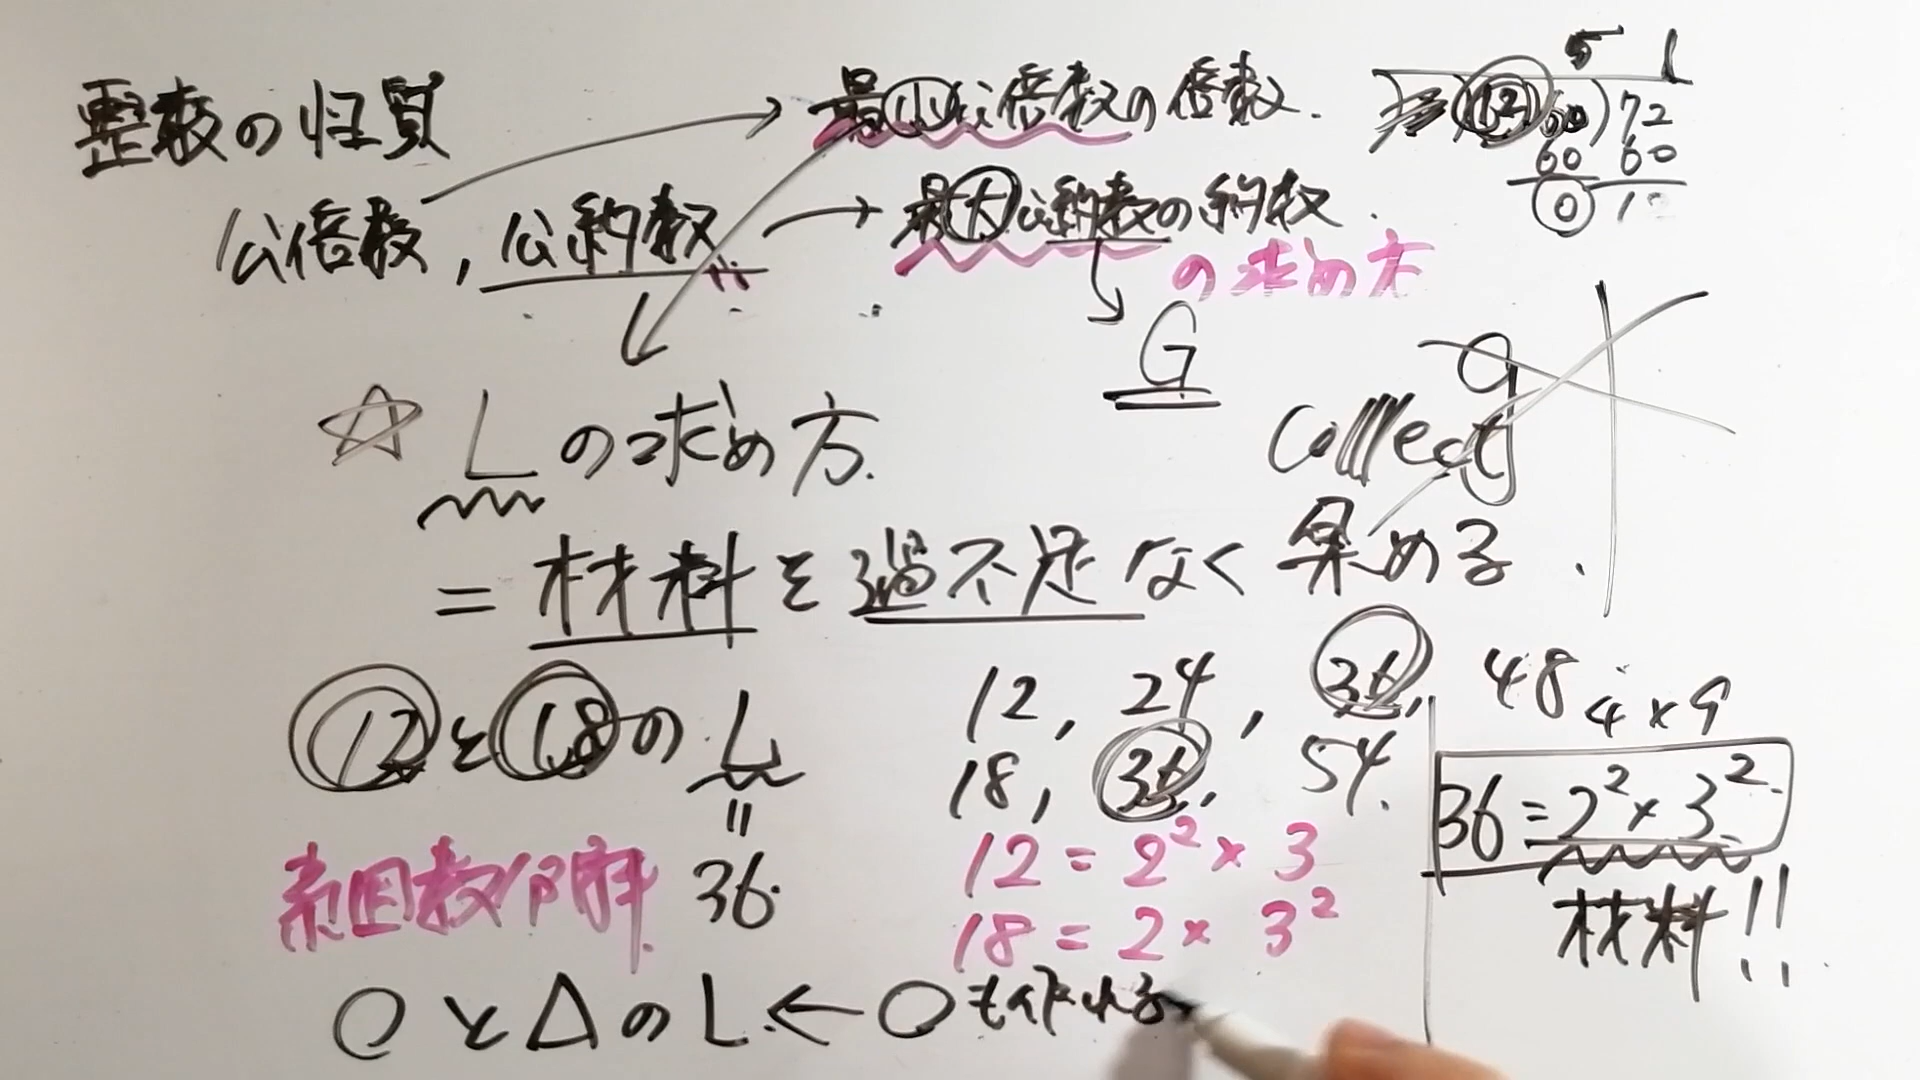 整数の性質
公倍数, 公約数
最小公倍数の倍数.
最大公約数の約数.
の求め方
5 1
12) 60) 72
60 60
0 1
G
☆ Lの求め方.
g
collect
= 材料を過不足なく集める.
12と18のL
=
36.
12, 24, 36, 48
18, 36, 54.
4×9
36=2²×3²
材料!!
素因数分解.
12=2²×3
18=2×3²
○と△のL.←○も作れる